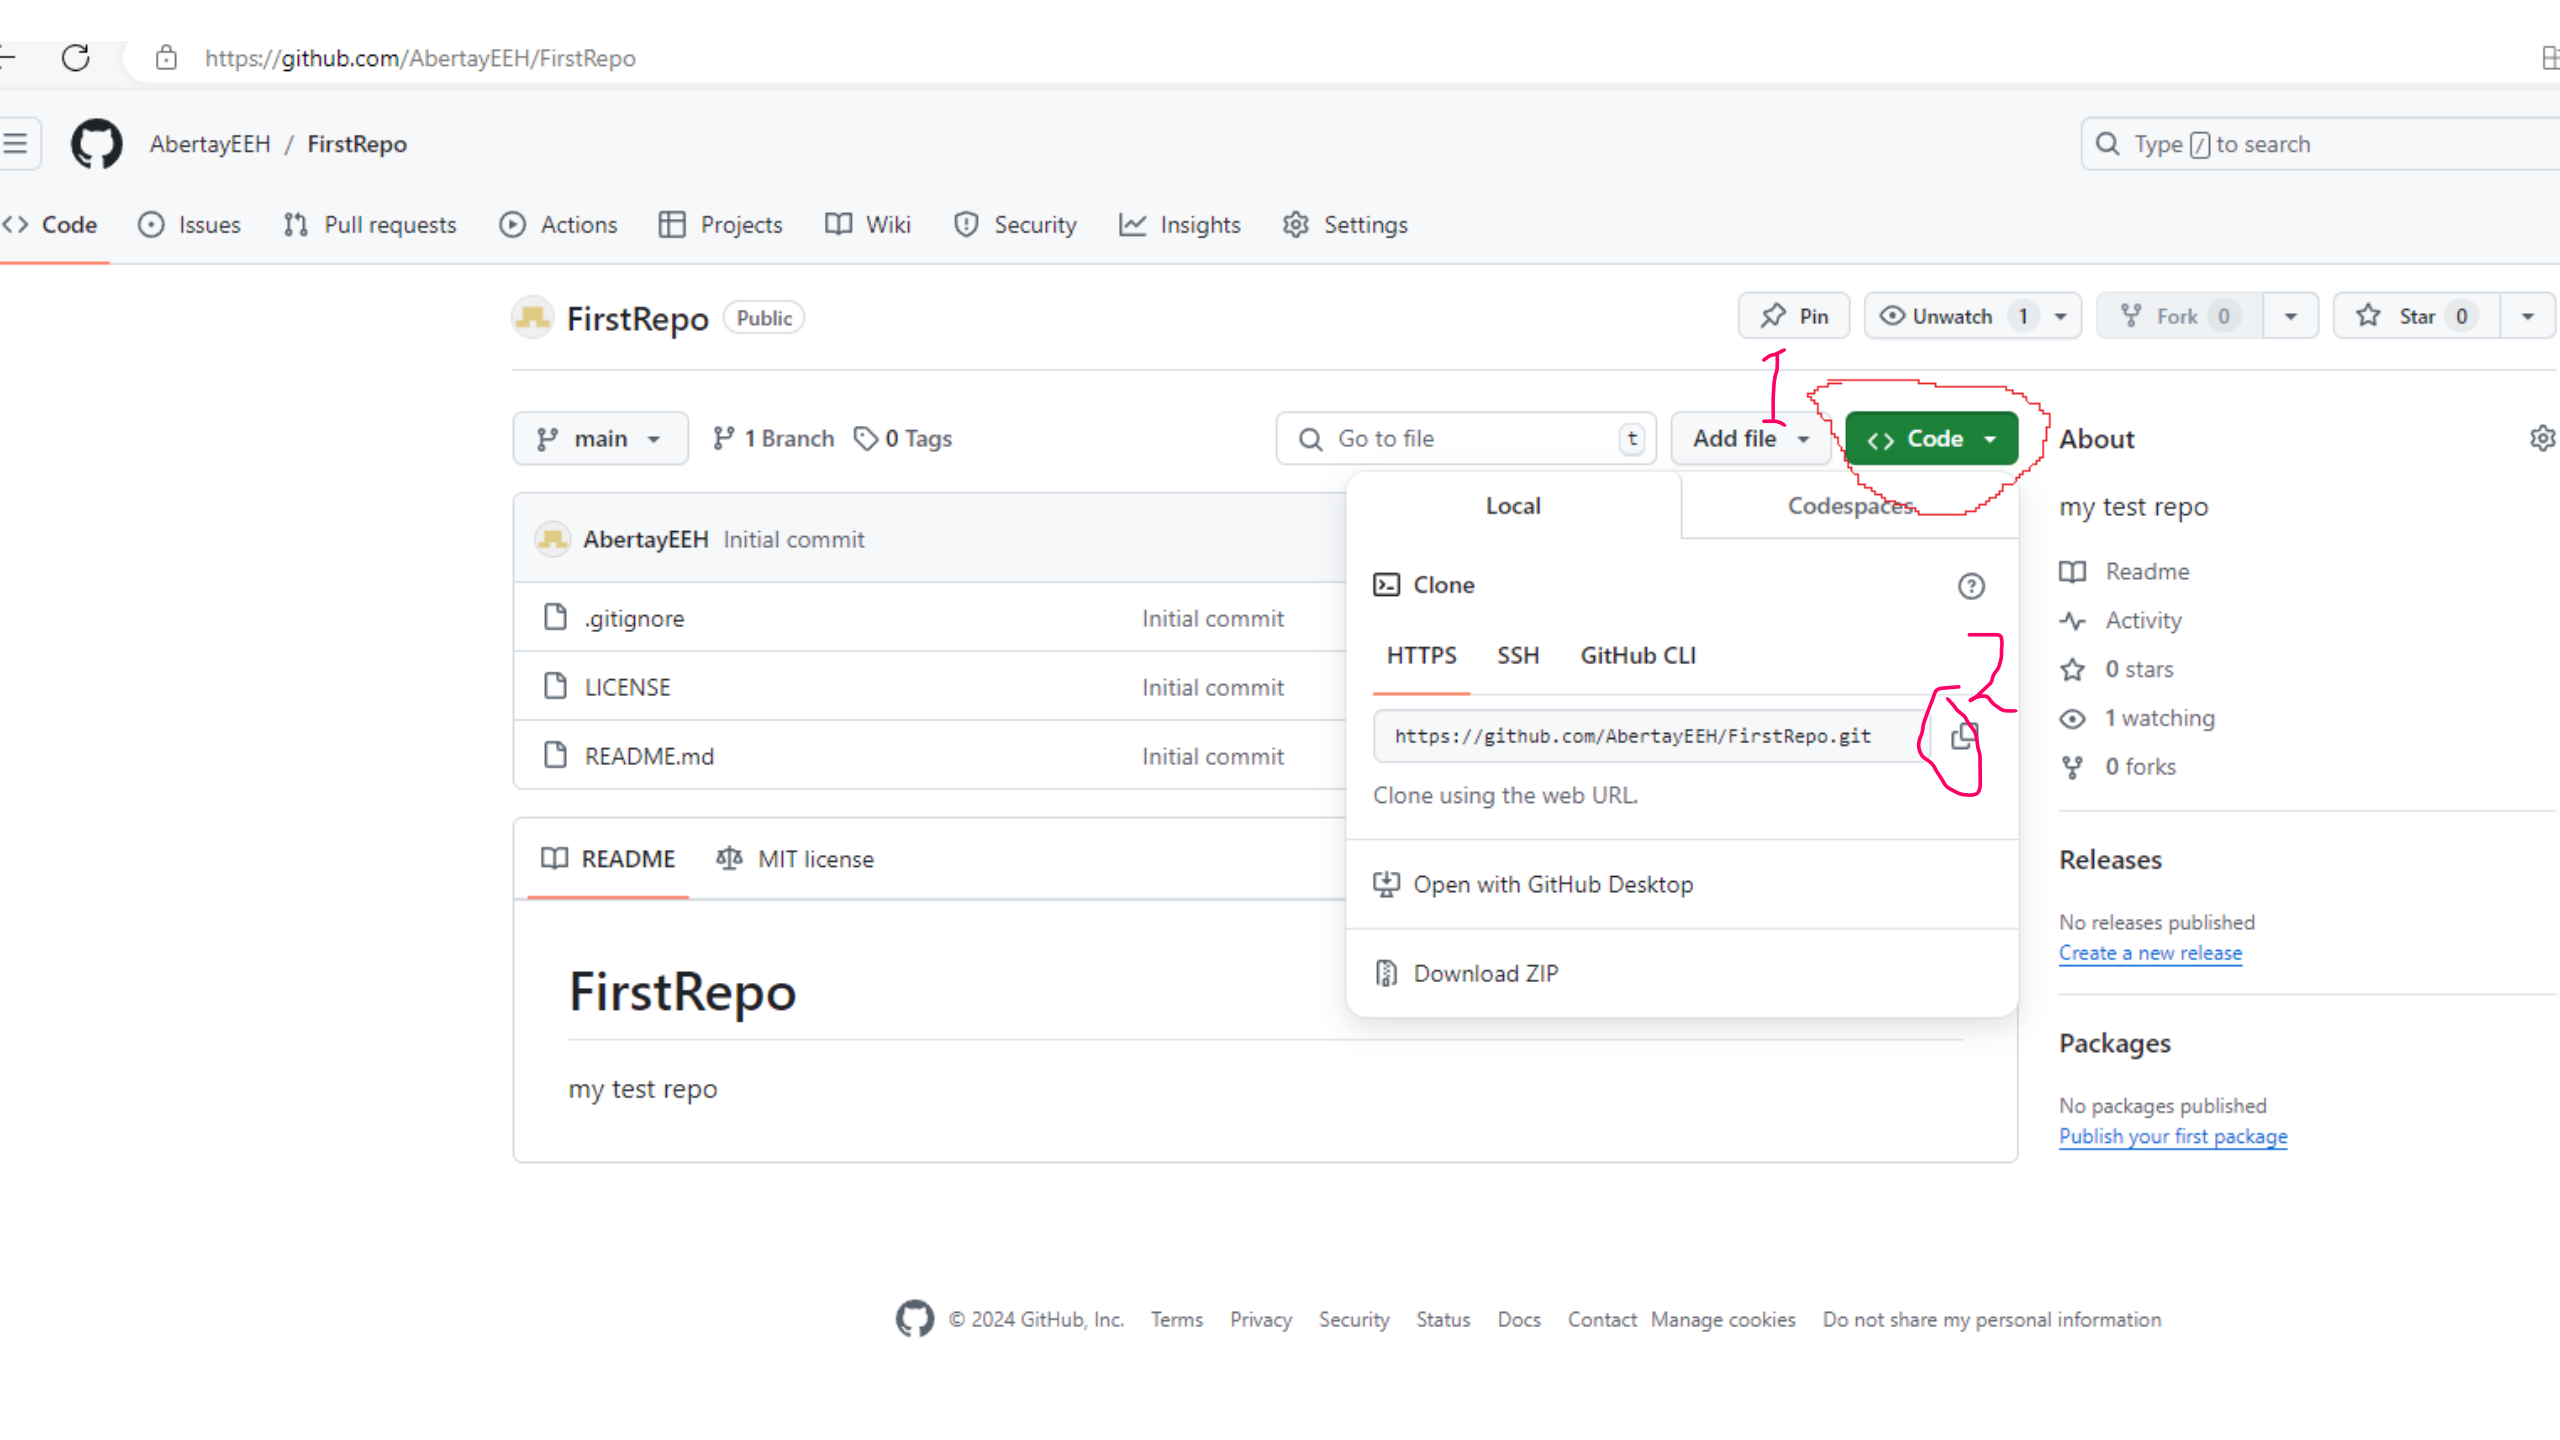 https://github.com/AbertayEEH/FirstRepo
AbertayEEH / FirstRepo
Type / to search
Code Issues Pull requests Actions Projects Wiki Security Insights Settings
FirstRepo Public
Pin Unwatch 1 Fork 0 Star 0
1
main 1 Branch 0 Tags Go to file t Add file <> Code
Local Codespaces
AbertayEEH Initial commit
.gitignore Initial commit
LICENSE Initial commit
README.md Initial commit
Clone
HTTPS SSH GitHub CLI
2
https://github.com/AbertayEEH/FirstRepo.git
Clone using the web URL.
Open with GitHub Desktop
Download ZIP
README MIT license
FirstRepo
my test repo
About
my test repo
Readme
Activity
0 stars
1 watching
0 forks
Releases
No releases published
Create a new release
Packages
No packages published
Publish your first package
© 2024 GitHub, Inc. Terms Privacy Security Status Docs Contact Manage cookies Do not share my personal information